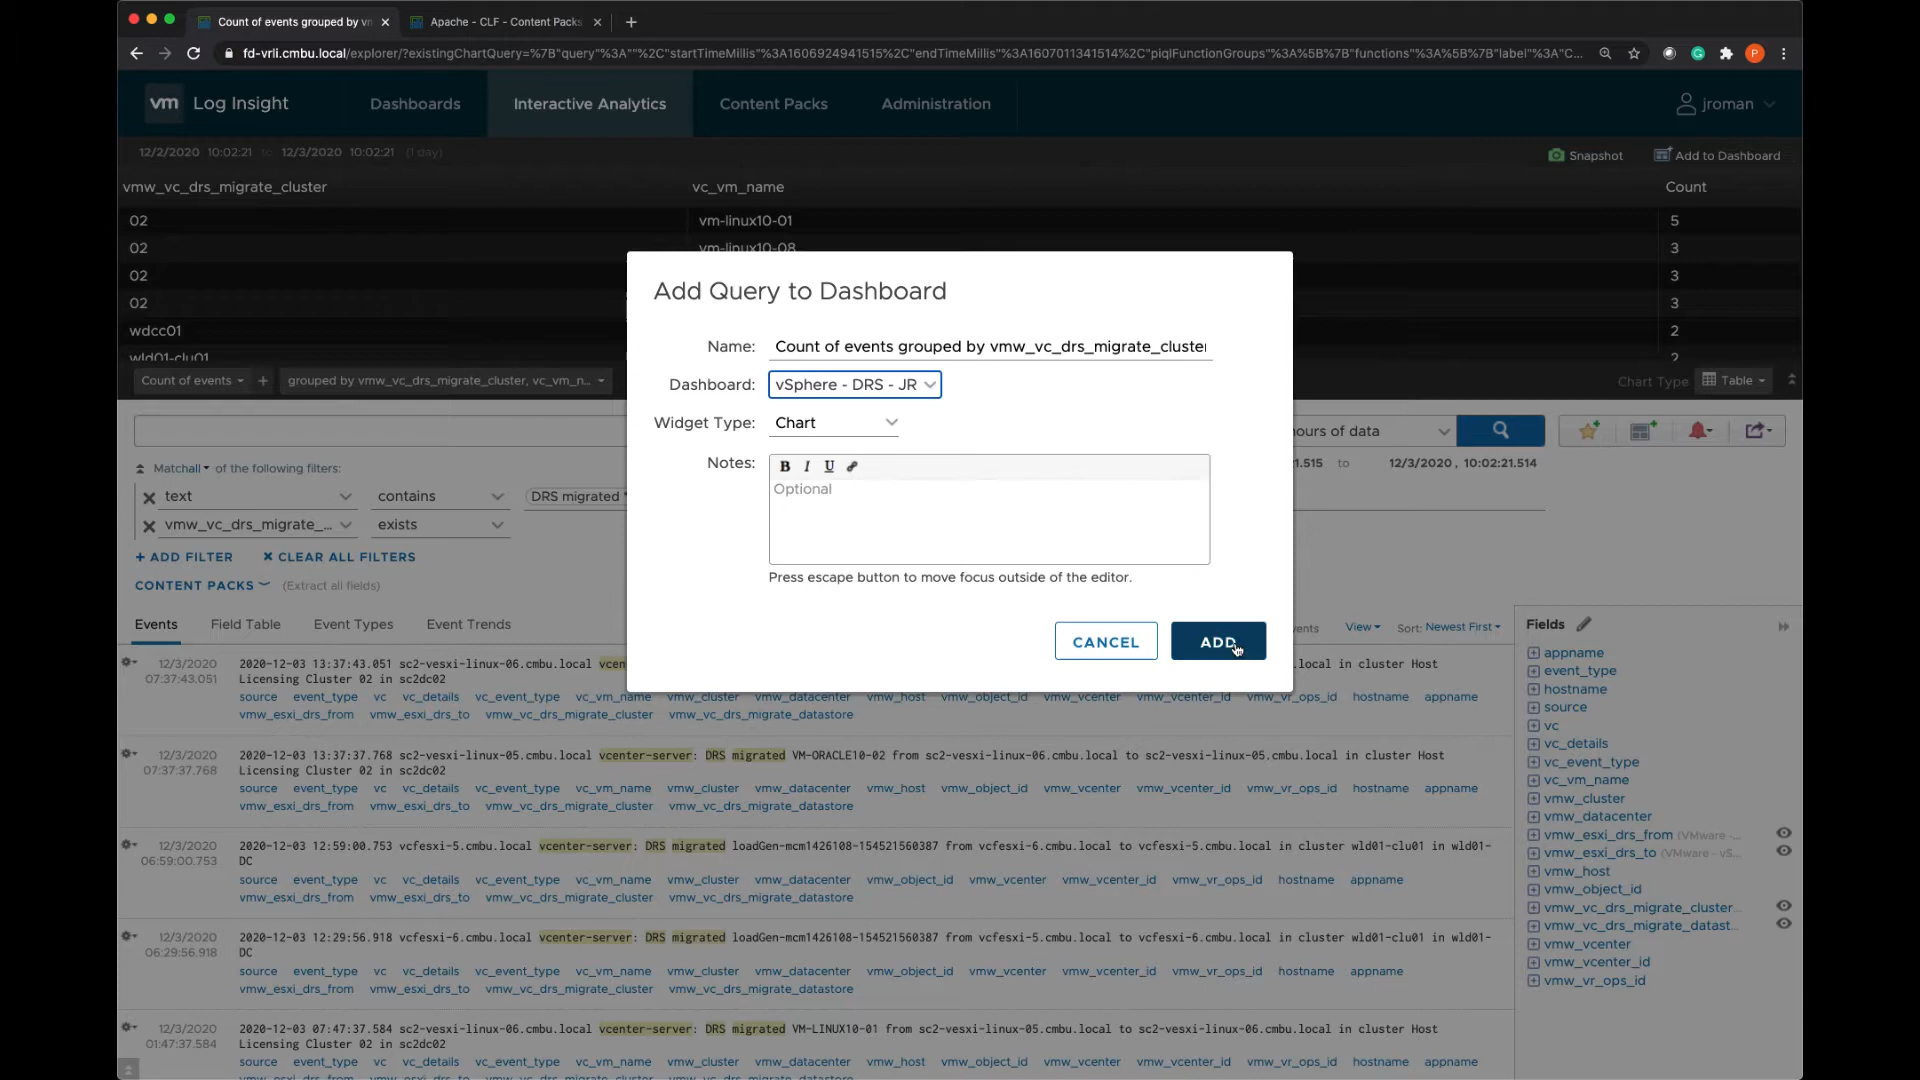 Count of events grouped by vm
Apache - CLF - Content Packs
fd-vrli.cmbu.local/explorer/?existingChartQuery=%7B"query"%3A""%2C"startTimeMillis"%3A1606924941515%2C"endTimeMillis"%3A1607011341514%2C"piqlFunctionGroups"%3A%5B%7B"functions"%3A%5B%7B"label"%3A"C...
P
vm Log Insight
Dashboards
Interactive Analytics
Content Packs
Administration
jroman
12/2/2020 10:02:21 to 12/3/2020 10:02:21 (1 day)
Snapshot
Add to Dashboard
vmw_vc_drs_migrate_cluster vc_vm_name Count
02 vm-linux10-01 5
02 vm-linux10-08 3
02 3
02 3
wdcc01 2
wld01-clu01 2
Count of events + grouped by vmw_vc_drs_migrate_cluster, vc_vm_n...
Chart Type Table
Add Query to Dashboard
Name: Count of events grouped by vmw_vc_drs_migrate_cluster
Dashboard: vSphere - DRS - JR
Widget Type: Chart
Notes: B I U
Optional
Press escape button to move focus outside of the editor.
CANCEL ADD
hours of data
21.515 to 12/3/2020 , 10:02:21.514
Match all of the following filters:
text contains DRS migrated
vmw_vc_drs_migrate_... exists
+ ADD FILTER × CLEAR ALL FILTERS
CONTENT PACKS (Extract all fields)
Events Field Table Event Types Event Trends
View Sort: Newest First
12/3/2020
07:37:43.051
2020-12-03 13:37:43.051 sc2-vesxi-linux-06.cmbu.local vcen .local in cluster Host
Licensing Cluster 02 in sc2dc02
source event_type vc vc_details vc_event_type vc_vm_name vmw_cluster vmw_datacenter vmw_host vmw_object_id vmw_vcenter vmw_vcenter_id vmw_vr_ops_id hostname appname
vmw_esxi_drs_from vmw_esxi_drs_to vmw_vc_drs_migrate_cluster vmw_vc_drs_migrate_datastore
12/3/2020
07:37:37.768
2020-12-03 13:37:37.768 sc2-vesxi-linux-05.cmbu.local vcenter-server: DRS migrated VM-ORACLE10-02 from sc2-vesxi-linux-06.cmbu.local to sc2-vesxi-linux-05.cmbu.local in cluster Host
Licensing Cluster 02 in sc2dc02
source event_type vc vc_details vc_event_type vc_vm_name vmw_cluster vmw_datacenter vmw_host vmw_object_id vmw_vcenter vmw_vcenter_id vmw_vr_ops_id hostname appname
vmw_esxi_drs_from vmw_esxi_drs_to vmw_vc_drs_migrate_cluster vmw_vc_drs_migrate_datastore
12/3/2020
06:59:00.753
2020-12-03 12:59:00.753 vcfesxi-5.cmbu.local vcenter-server: DRS migrated loadGen-mcm1426108-154521560387 from vcfesxi-6.cmbu.local to vcfesxi-5.cmbu.local in cluster wld01-clu01 in wld01-
DC
source event_type vc vc_details vc_event_type vc_vm_name vmw_cluster vmw_datacenter vmw_object_id vmw_vcenter vmw_vcenter_id vmw_vr_ops_id hostname appname
vmw_esxi_drs_from vmw_esxi_drs_to vmw_vc_drs_migrate_cluster vmw_vc_drs_migrate_datastore
12/3/2020
06:29:56.918
2020-12-03 12:29:56.918 vcfesxi-6.cmbu.local vcenter-server: DRS migrated loadGen-mcm1426108-154521560387 from vcfesxi-5.cmbu.local to vcfesxi-6.cmbu.local in cluster wld01-clu01 in wld01-
DC
source event_type vc vc_details vc_event_type vc_vm_name vmw_cluster vmw_datacenter vmw_object_id vmw_vcenter vmw_vcenter_id vmw_vr_ops_id hostname appname
vmw_esxi_drs_from vmw_esxi_drs_to vmw_vc_drs_migrate_cluster vmw_vc_drs_migrate_datastore
12/3/2020
01:47:37.584
2020-12-03 07:47:37.584 sc2-vesxi-linux-06.cmbu.local vcenter-server: DRS migrated VM-LINUX10-01 from sc2-vesxi-linux-05.cmbu.local to sc2-vesxi-linux-06.cmbu.local in cluster Host
Licensing Cluster 02 in sc2dc02
source event_type vc vc_details vc_event_type vc_vm_name vmw_cluster vmw_datacenter vmw_host vmw_object_id vmw_vcenter vmw_vcenter_id vmw_vr_ops_id hostname appname
vmw_esxi_drs_from vmw_esxi_drs_to vmw_vc_drs_migrate_cluster vmw_vc_drs_migrate_datastore
Fields
appname
event_type
hostname
source
vc
vc_details
vc_event_type
vc_vm_name
vmw_cluster
vmw_datacenter
vmw_esxi_drs_from (VMware -...
vmw_esxi_drs_to (VMware - vS...
vmw_host
vmw_object_id
vmw_vc_drs_migrate_cluster...
vmw_vc_drs_migrate_datast...
vmw_vcenter
vmw_vcenter_id
vmw_vr_ops_id